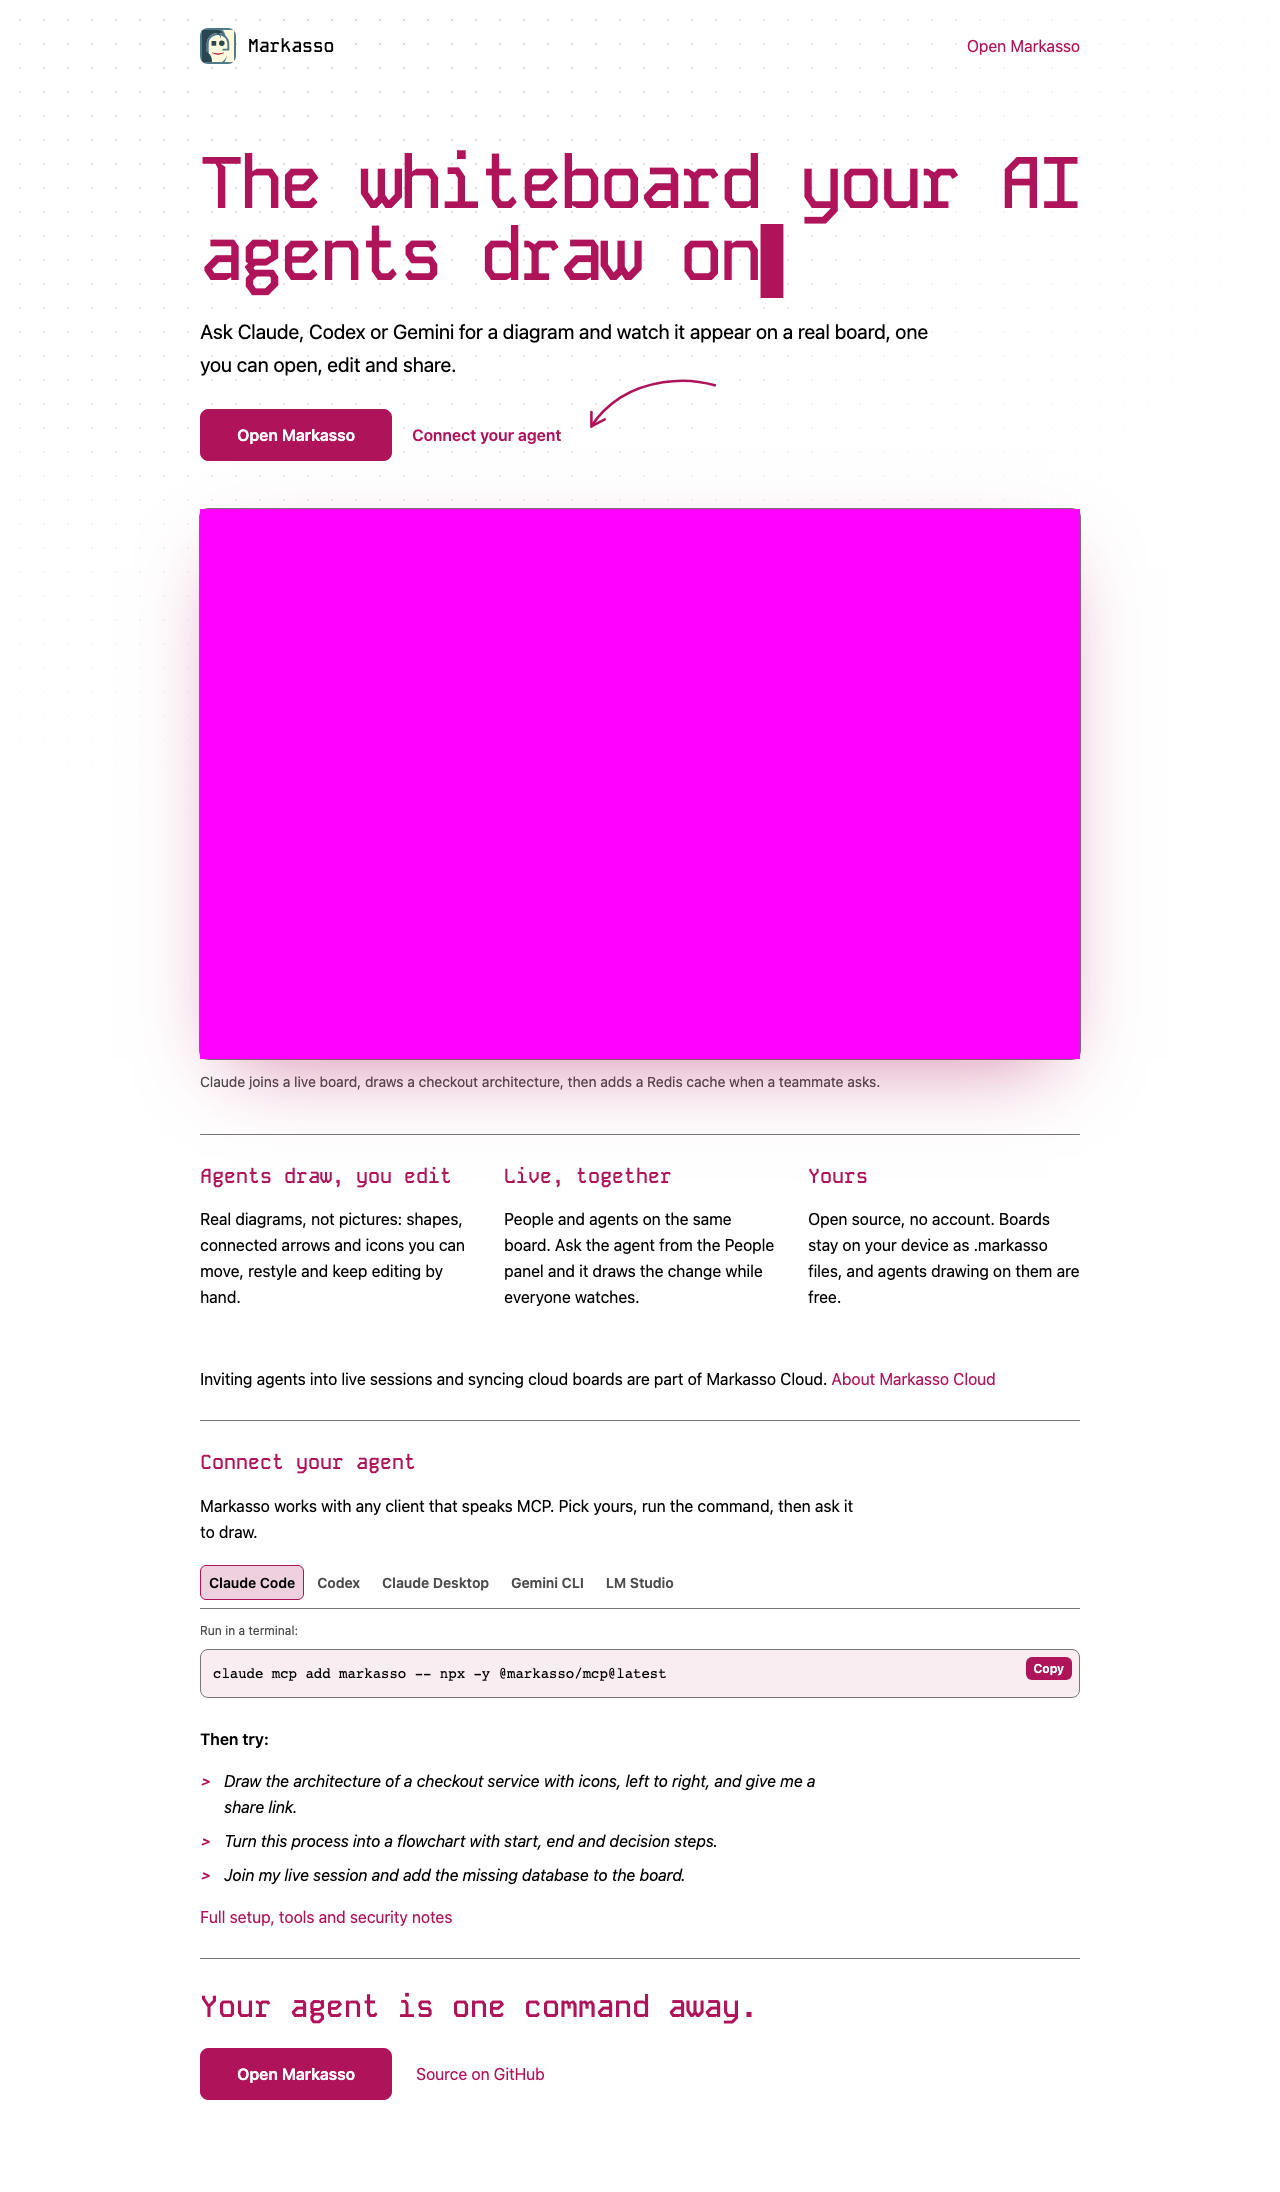 Markasso
Open Markasso
The whiteboard your AI
agents draw on
Ask Claude, Codex or Gemini for a diagram and watch it appear on a real board, one
you can open, edit and share.
Open Markasso
Connect your agent
Claude joins a live board, draws a checkout architecture, then adds a Redis cache when a teammate asks.
Agents draw, you edit
Real diagrams, not pictures: shapes,
connected arrows and icons you can
move, restyle and keep editing by
hand.
Live, together
People and agents on the same
board. Ask the agent from the People
panel and it draws the change while
everyone watches.
Yours
Open source, no account. Boards
stay on your device as .markasso
files, and agents drawing on them are
free.
Inviting agents into live sessions and syncing cloud boards are part of Markasso Cloud. About Markasso Cloud
Connect your agent
Markasso works with any client that speaks MCP. Pick yours, run the command, then ask it
to draw.
Claude Code
Codex
Claude Desktop
Gemini CLI
LM Studio
Run in a terminal:
claude mcp add markasso -- npx -y @markasso/mcp@latest
Copy
Then try:
> Draw the architecture of a checkout service with icons, left to right, and give me a
share link.
> Turn this process into a flowchart with start, end and decision steps.
> Join my live session and add the missing database to the board.
Full setup, tools and security notes
Your agent is one command away.
Open Markasso
Source on GitHub